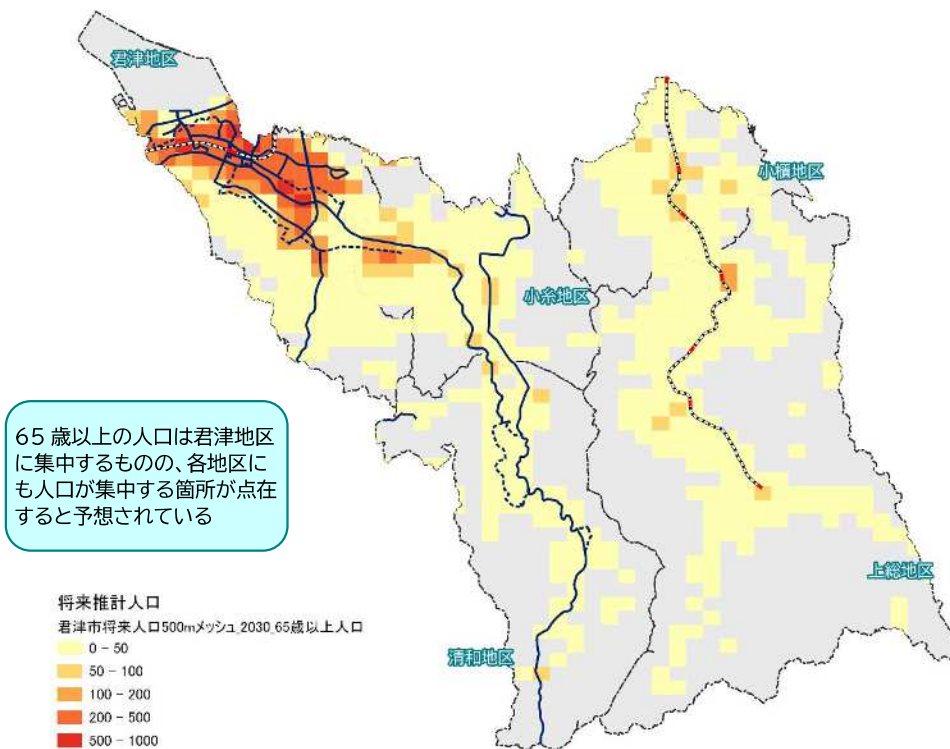 君津地区
小櫃地区
小糸地区
65 歳以上の人口は君津地区
に集中するものの、各地区に
も人口が集中する箇所が点在
すると予想されている
上総地区
清和地区
将来推計人口
君津市将来人口500mメッシュ_2030_65歳以上人口
0 - 50
50 - 100
100 - 200
200 - 500
500 - 1000